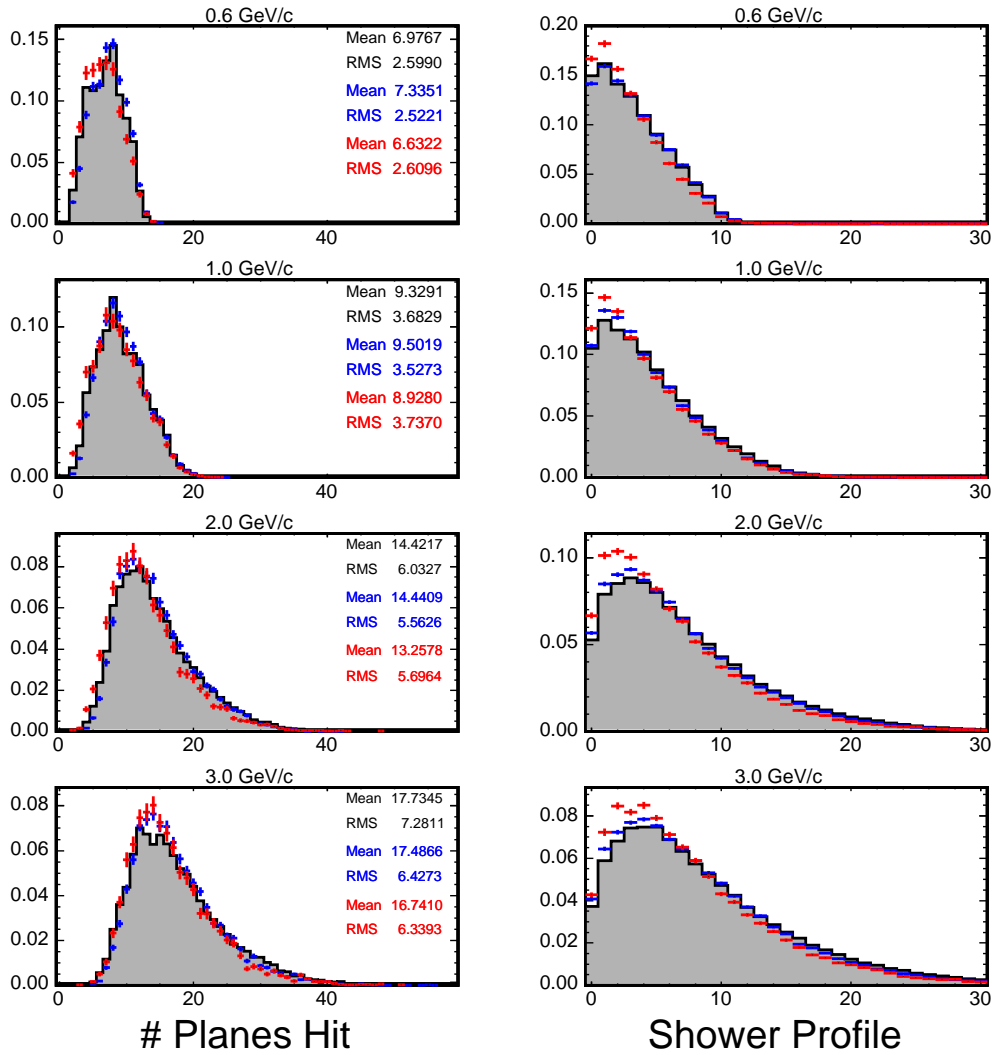 0.6 GeV/c
0.15
0.10
0.05
0.00
Mean 6.9767
RMS 2.5990
Mean 7.3351
RMS 2.5221
Mean 6.6322
RMS 2.6096
0 20 40
0.6 GeV/c
0.20
0.15
0.10
0.05
0.00
0 10 20 30
1.0 GeV/c
0.10
0.05
0.00
Mean 9.3291
RMS 3.6829
Mean 9.5019
RMS 3.5273
Mean 8.9280
RMS 3.7370
0 20 40
1.0 GeV/c
0.15
0.10
0.05
0.00
0 10 20 30
2.0 GeV/c
0.08
0.06
0.04
0.02
0.00
Mean 14.4217
RMS 6.0327
Mean 14.4409
RMS 5.5626
Mean 13.2578
RMS 5.6964
0 20 40
2.0 GeV/c
0.10
0.05
0.00
0 10 20 30
3.0 GeV/c
0.08
0.06
0.04
0.02
0.00
Mean 17.7345
RMS 7.2811
Mean 17.4866
RMS 6.4273
Mean 16.7410
RMS 6.3393
0 20 40
3.0 GeV/c
0.08
0.06
0.04
0.02
0.00
0 10 20 30
# Planes Hit
Shower Profile